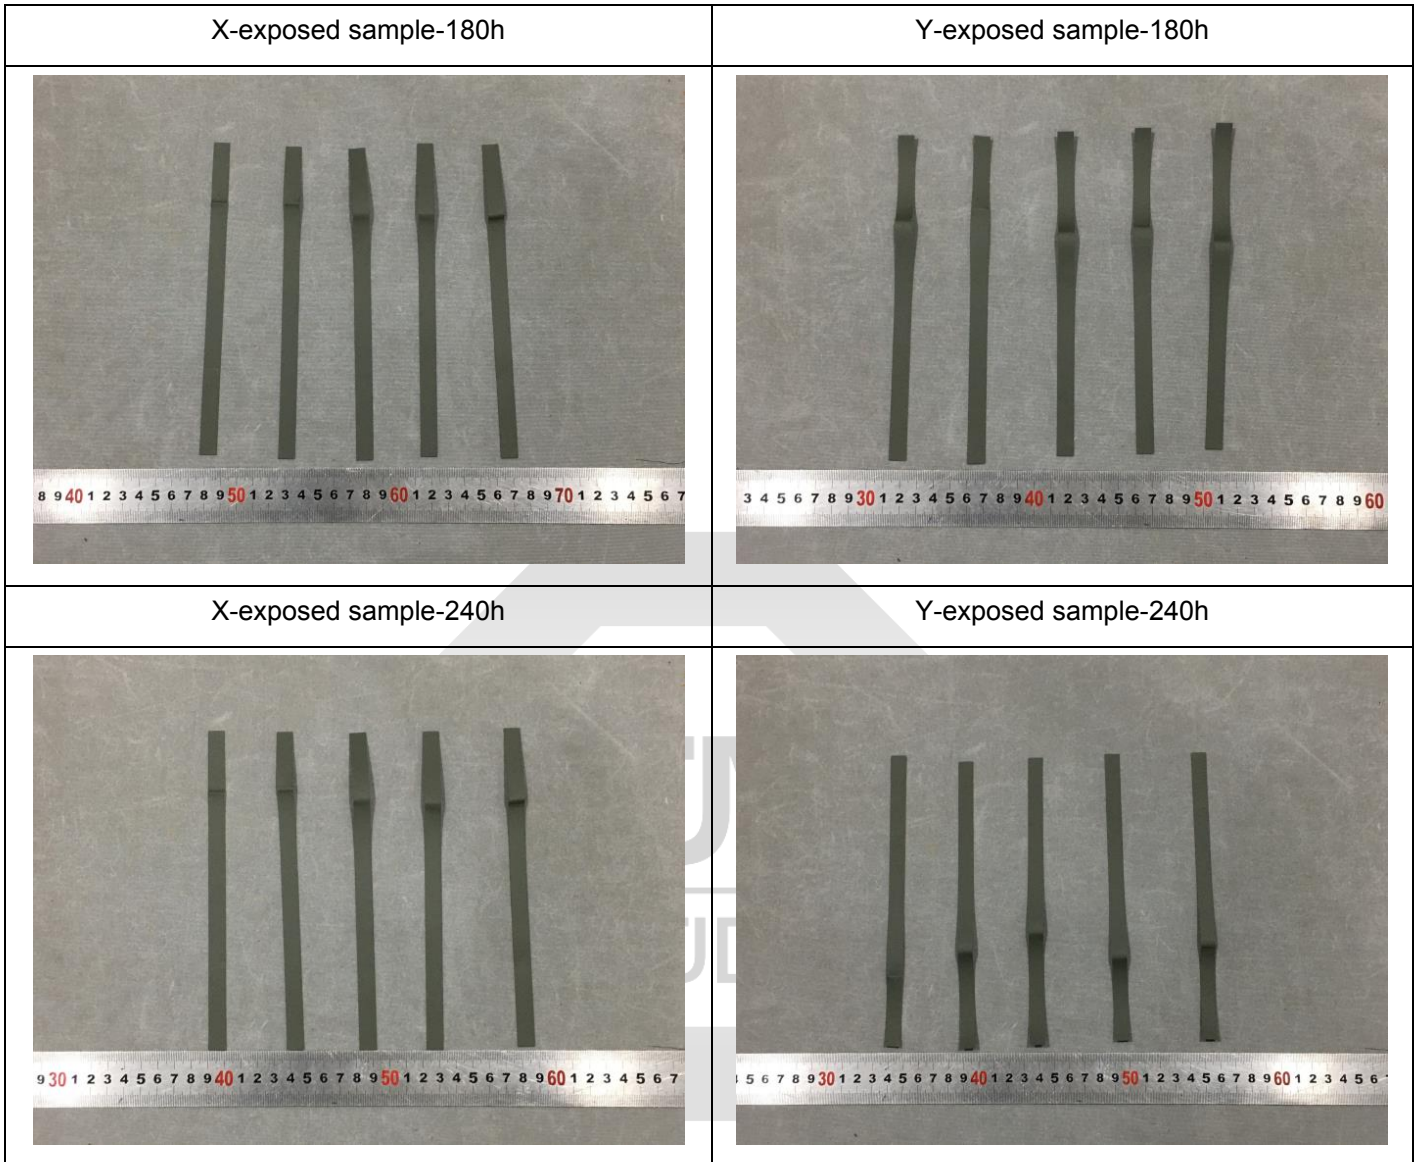 X-exposed sample-180h
Y-exposed sample-180h
8 9 40 1 2 3 4 5 6 7 8 9 50 1 2 3 4 5 6 7 8 9 60 1 2 3 4 5 6 7 8 9 70 1 2 3 4 5 6 7
3 4 5 6 7 8 9 30 1 2 3 4 5 6 7 8 9 40 1 2 3 4 5 6 7 8 9 50 1 2 3 4 5 6 7 8 9 60
X-exposed sample-240h
Y-exposed sample-240h
9 30 1 2 3 4 5 6 7 8 9 40 1 2 3 4 5 6 7 8 9 50 1 2 3 4 5 6 7 8 9 60 1 2 3 4 5 6 7
5 6 7 8 9 30 1 2 3 4 5 6 7 8 9 40 1 2 3 4 5 6 7 8 9 50 1 2 3 4 5 6 7 8 9 60 1 2 3 4 5 6